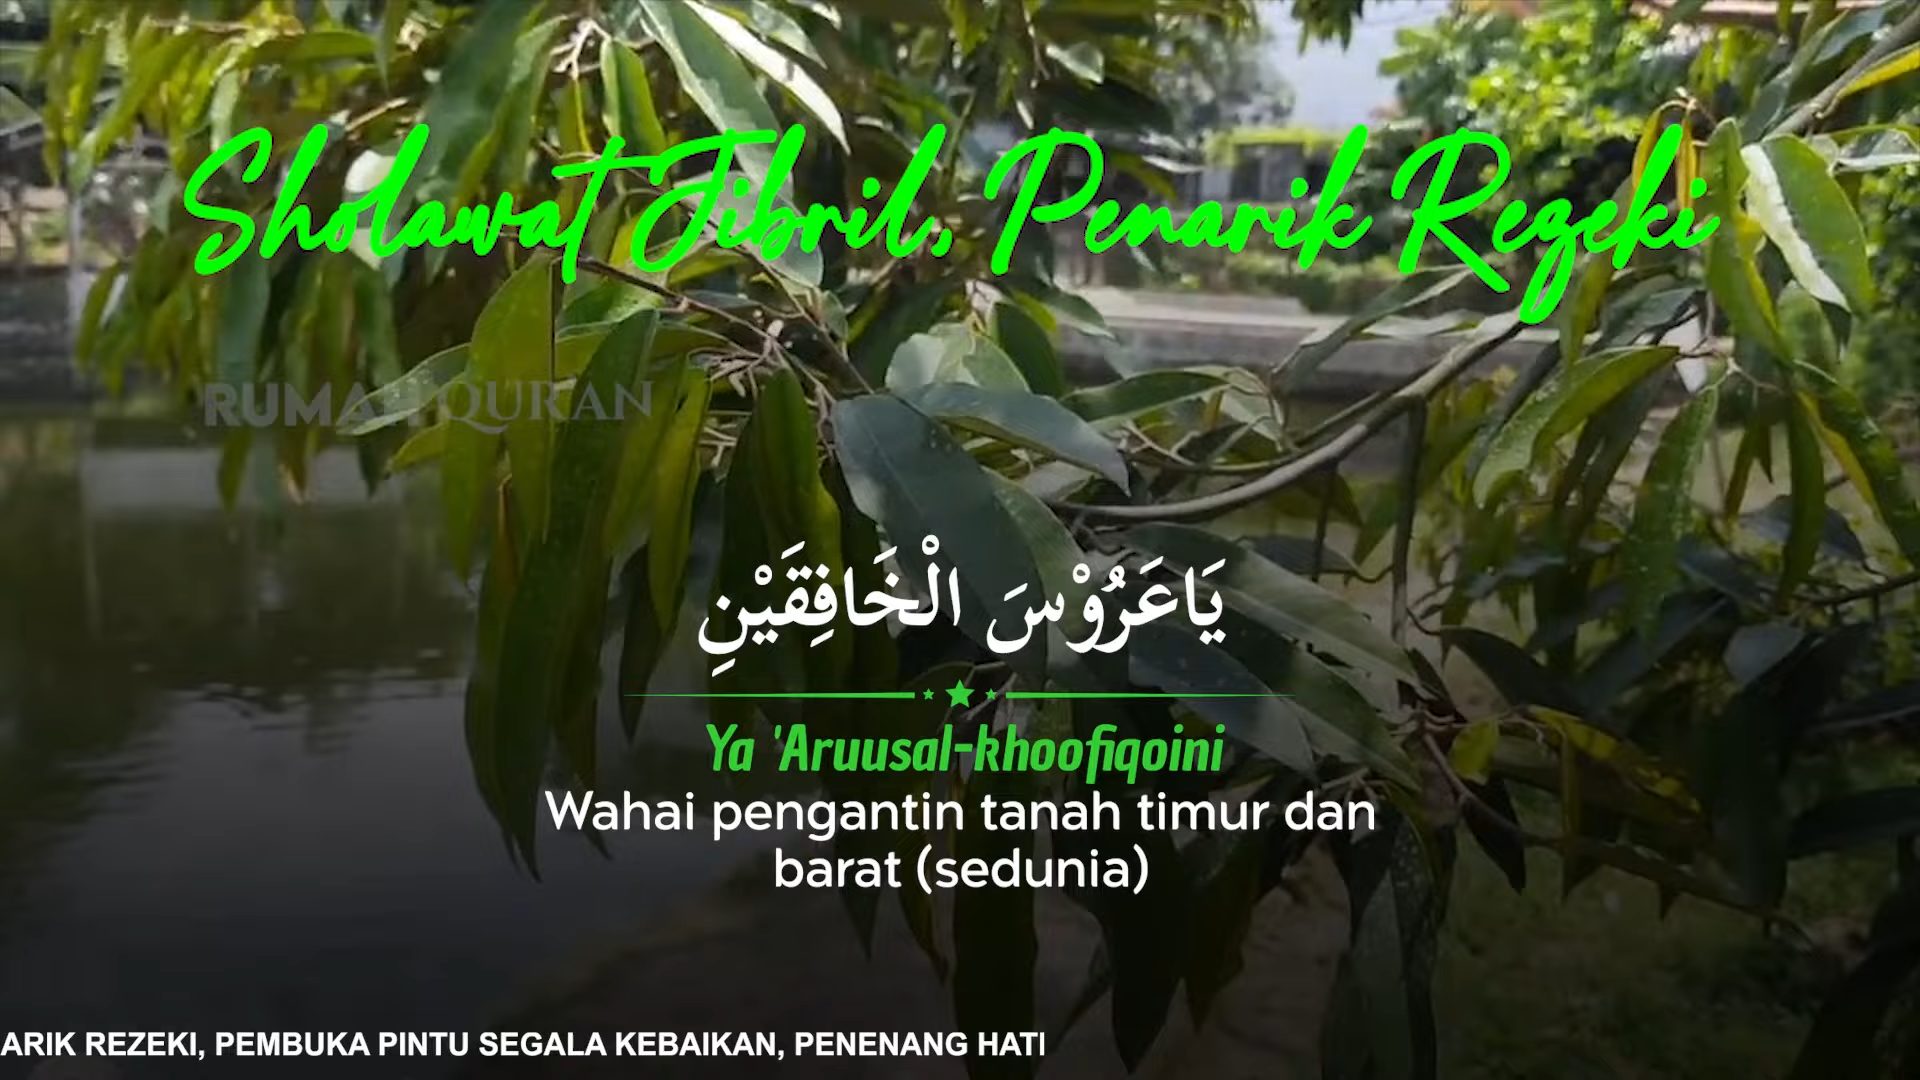 Sholawat Jibril, Penarik Rezeki
RUMAH QURAN
يَاعَرُوْسَ الْخَافِقَيْنِ
Ya 'Aruusal-khoofiqoini
Wahai pengantin tanah timur dan
barat (sedunia)
ARIK REZEKI, PEMBUKA PINTU SEGALA KEBAIKAN, PENENANG HATI